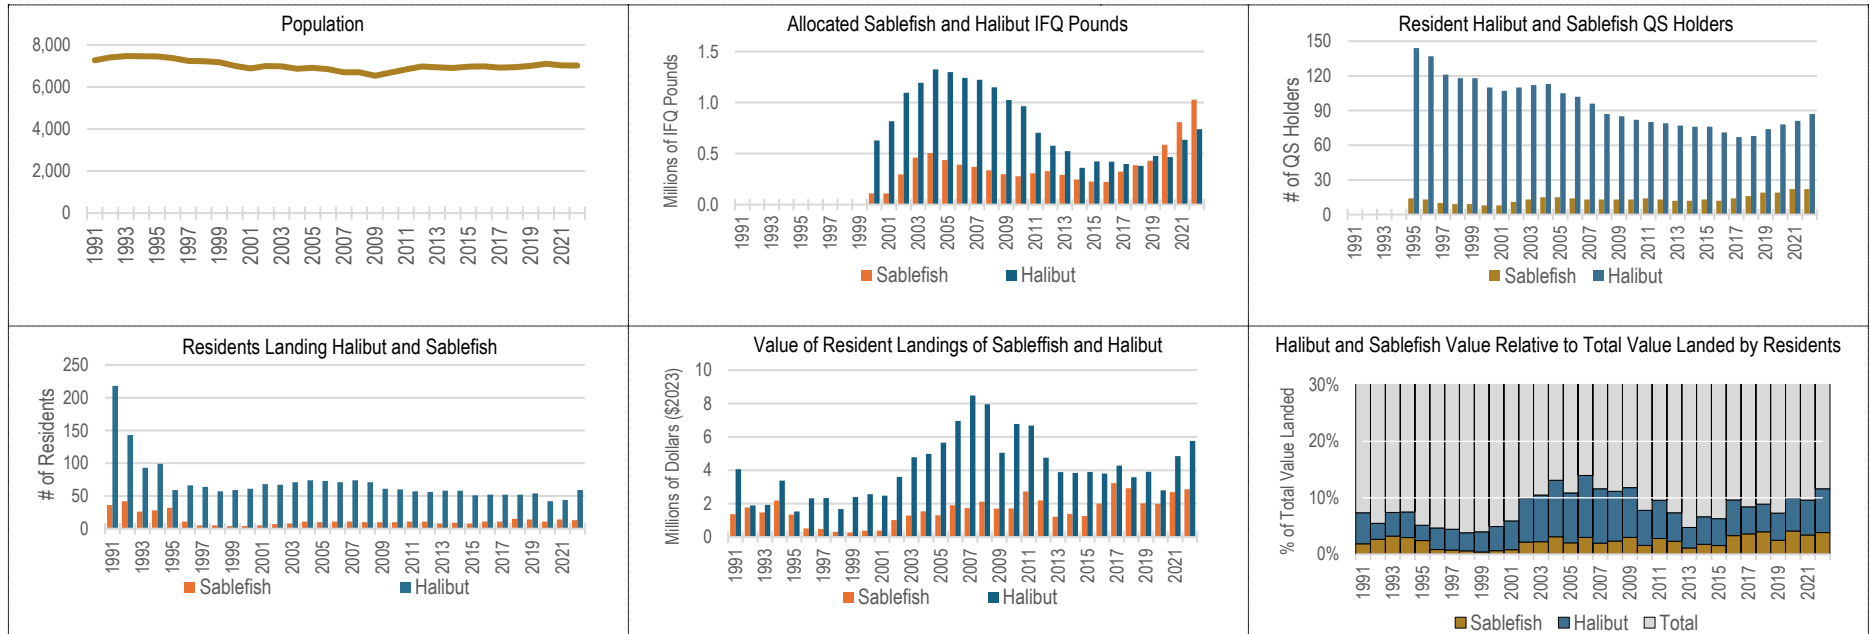 Population
8,000
6,000
4,000
2,000
0
1991 1993 1995 1997 1999 2001 2003 2005 2007 2009 2011 2013 2015 2017 2019 2021
Allocated Sablefish and Halibut IFQ Pounds
Millions of IFQ Pounds
1.5
1.0
0.5
0.0
1991 1993 1995 1997 1999 2001 2003 2005 2007 2009 2011 2013 2015 2017 2019 2021
Sablefish Halibut
Resident Halibut and Sablefish QS Holders
# of QS Holders
150
120
90
60
30
0
1991 1993 1995 1997 1999 2001 2003 2005 2007 2009 2011 2013 2015 2017 2019 2021
Sablefish Halibut
Residents Landing Halibut and Sablefish
# of Residents
250
200
150
100
50
0
1991 1993 1995 1997 1999 2001 2003 2005 2007 2009 2011 2013 2015 2017 2019 2021
Sablefish Halibut
Value of Resident Landings of Sableffish and Halibut
Millions of Dollars ($2023)
10
8
6
4
2
0
1991 1993 1995 1997 1999 2001 2003 2005 2007 2009 2011 2013 2015 2017 2019 2021
Sablefish Halibut
Halibut and Sablefish Value Relative to Total Value Landed by Residents
% of Total Value Landed
30%
20%
10%
0%
1991 1993 1995 1997 1999 2001 2003 2005 2007 2009 2011 2013 2015 2017 2019 2021
Sablefish Halibut Total